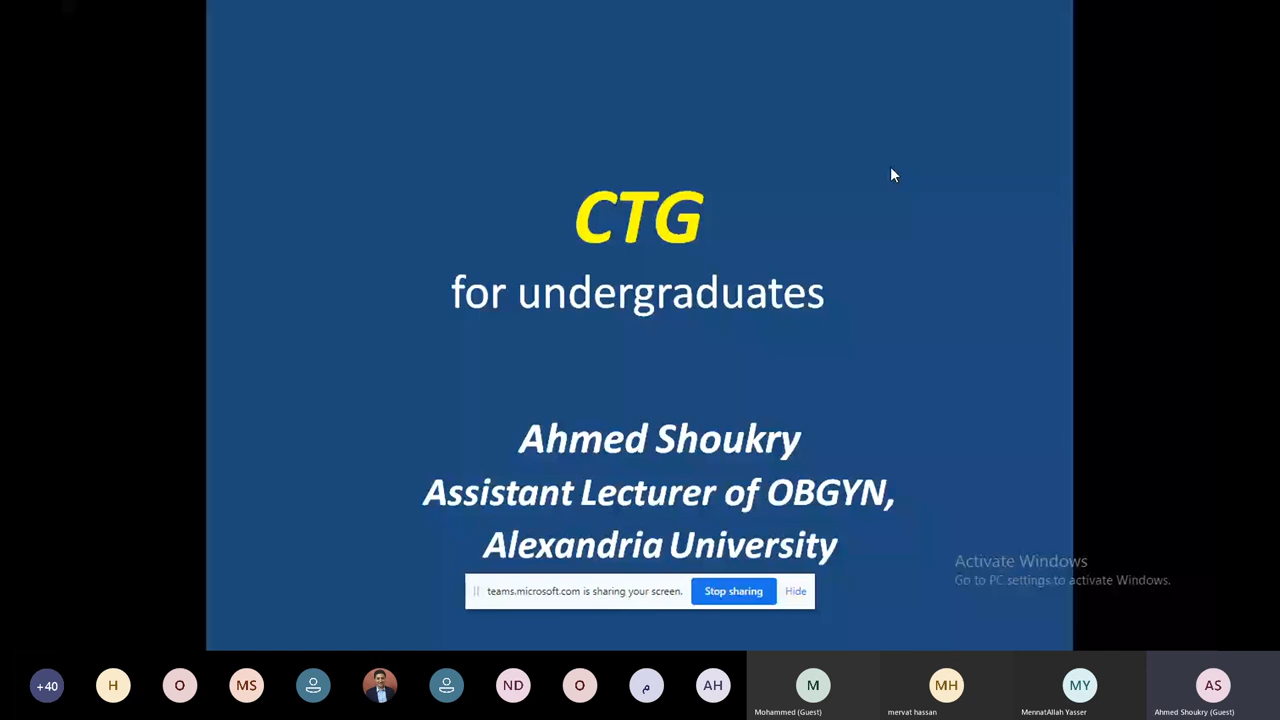 CTG
for undergraduates
Ahmed Shoukry
Assistant Lecturer of OBGYN,
Alexandria University
teams.microsoft.com is sharing your screen.
Stop sharing
Hide
Activate Windows
Go to PC settings to activate Windows.
+40
H
O
MS
ND
O
م
AH
M
MH
MY
AS
Mohammed (Guest)
mervat hassan
MennatAllah Yasser
Ahmed Shoukry (Guest)